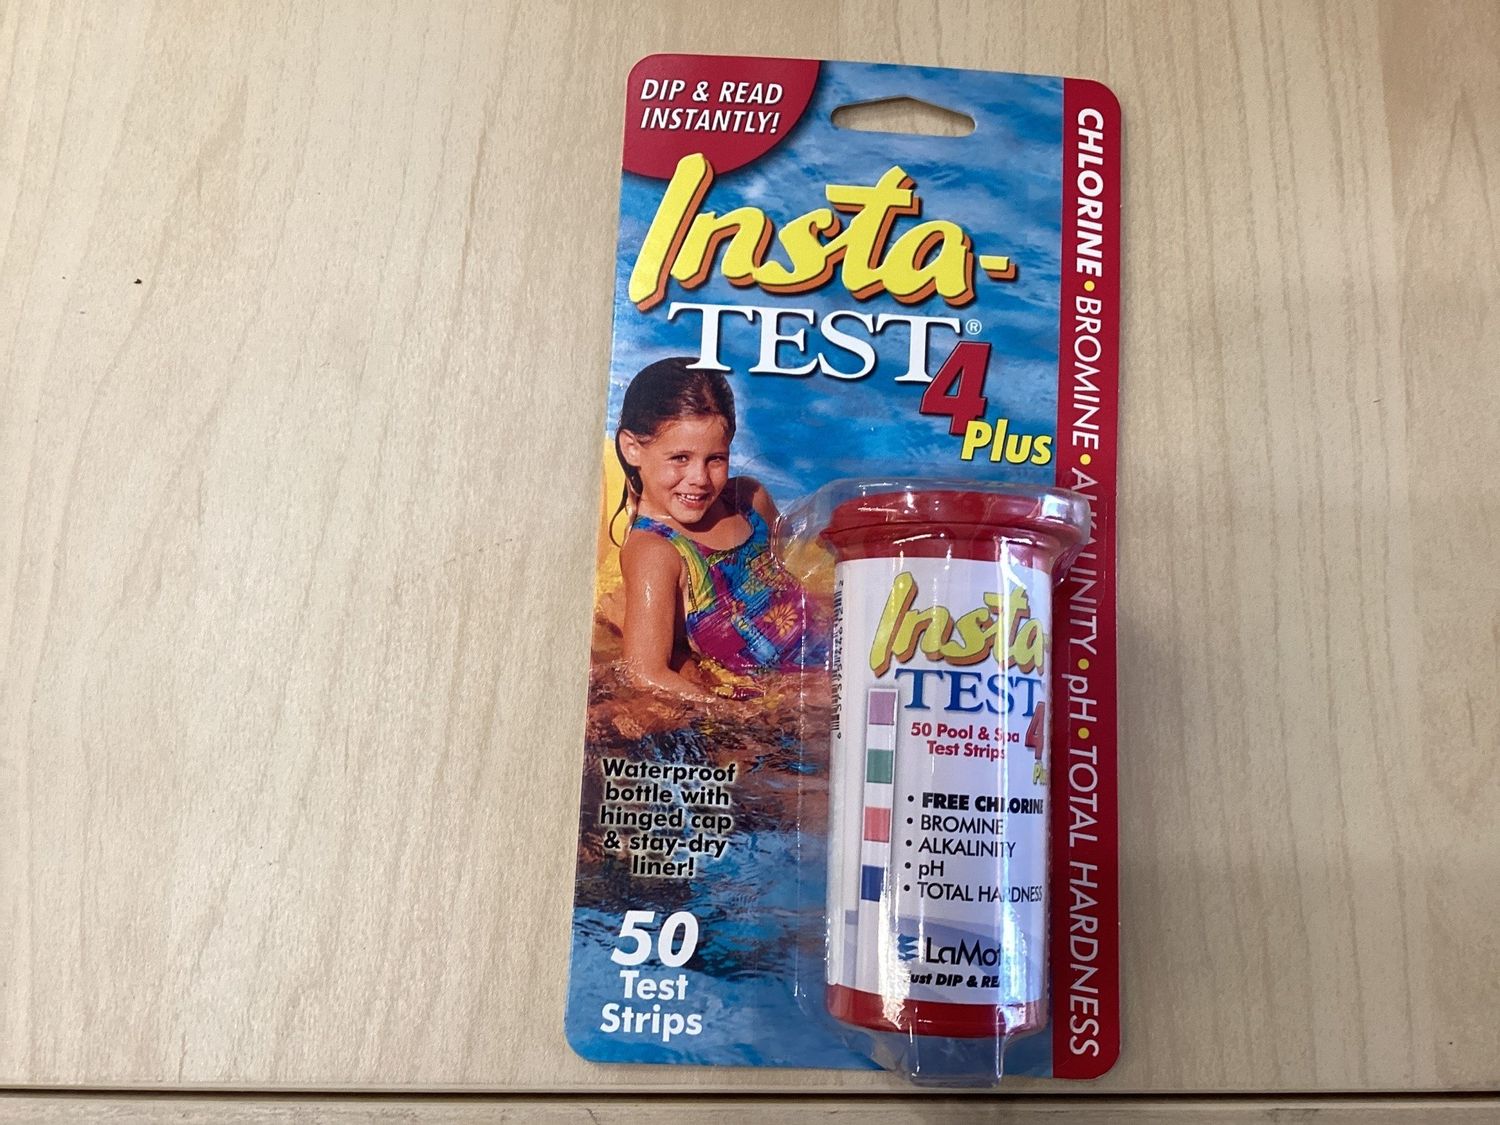 DIP & READ
INSTANTLY!
Insta-
TEST®
4
Plus
CHLORINE • BROMINE • ALKALINITY • pH • TOTAL HARDNESS
Waterproof
bottle with
hinged cap
& stay-dry
liner!
50
Test
Strips
Insta
TEST
4
50 Pool & Spa
Test Strips
• FREE CHLORINE
• BROMINE
• ALKALINITY
• pH
• TOTAL HARDNESS
DIP &